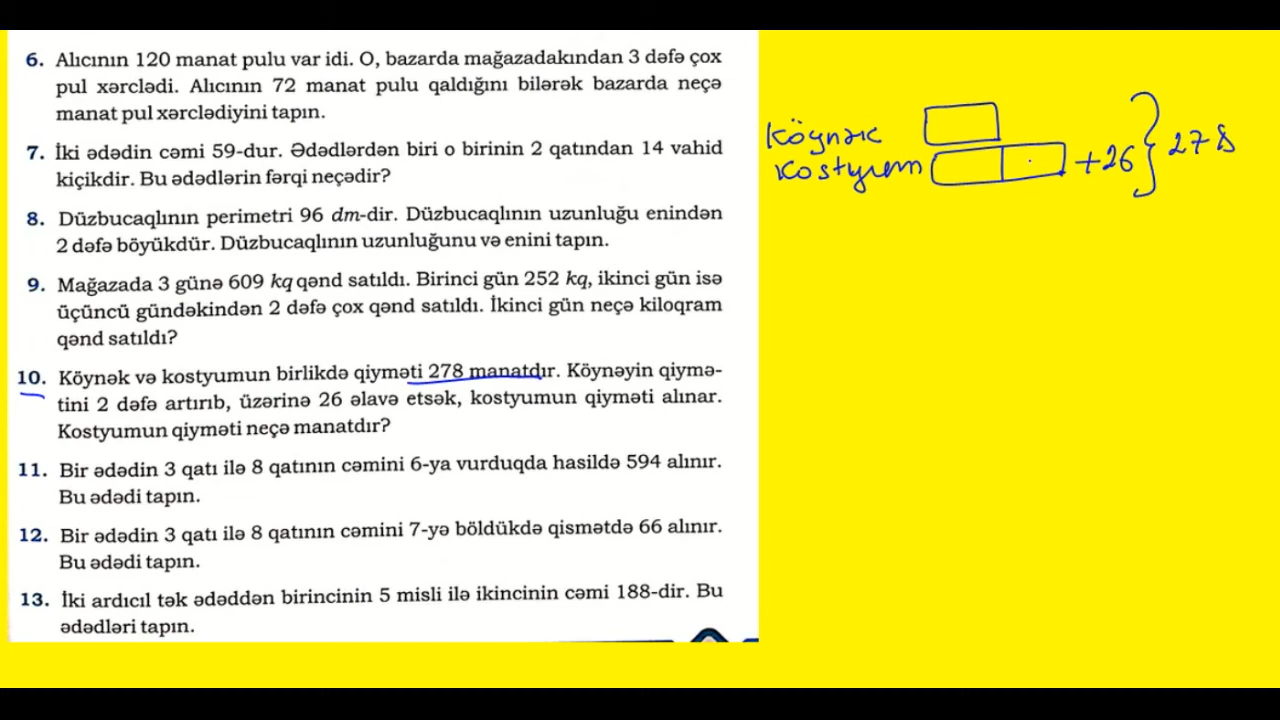 6. Alıcının 120 manat pulu var idi. O, bazarda mağazadakından 3 dəfə çox
pul xərclədi. Alıcının 72 manat pulu qaldığını bilərək bazarda neçə
manat pul xərclədiyini tapın.
7. İki ədədin cəmi 59-dur. Ədədlərdən biri o birinin 2 qatından 14 vahid
kiçikdir. Bu ədədlərin fərqi neçədir?
8. Düzbucaqlının perimetri 96 dm-dir. Düzbucaqlının uzunluğu enindən
2 dəfə böyükdür. Düzbucaqlının uzunluğunu və enini tapın.
9. Mağazada 3 günə 609 kq qənd satıldı. Birinci gün 252 kq, ikinci gün isə
üçüncü gündəkindən 2 dəfə çox qənd satıldı. İkinci gün neçə kiloqram
qənd satıldı?
10. Köynək və kostyumun birlikdə qiyməti 278 manatdır. Köynəyin qiymə-
tini 2 dəfə artırıb, üzərinə 26 əlavə etsək, kostyumun qiyməti alınar.
Kostyumun qiyməti neçə manatdır?
11. Bir ədədin 3 qatı ilə 8 qatının cəmini 6-ya vurduqda hasildə 594 alınır.
Bu ədədi tapın.
12. Bir ədədin 3 qatı ilə 8 qatının cəmini 7-yə böldükdə qismətdə 66 alınır.
Bu ədədi tapın.
13. İki ardıcıl tək ədəddən birincinin 5 misli ilə ikincinin cəmi 188-dir. Bu
ədədləri tapın.
Köynək
Kostyum +26 } 278